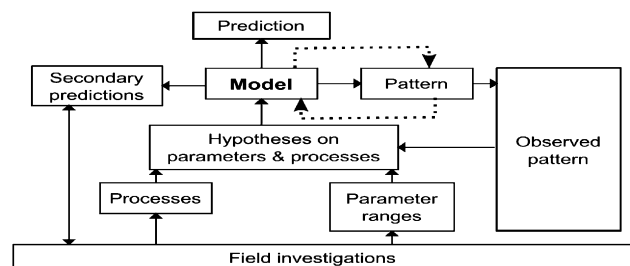 Prediction
Secondary
predictions
Model
Pattern
Hypotheses on
parameters & processes
Observed
pattern
Processes
Parameter
ranges
Field investigations